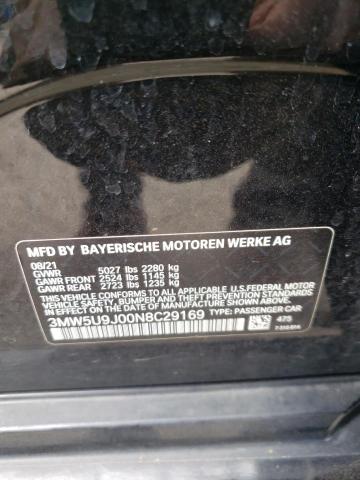 MFD BY BAYERISCHE MOTOREN WERKE AG
08/21
GVWR 5027 lbs 2280 kg
GAWR FRONT 2524 lbs 1145 kg
GAWR REAR 2723 lbs 1235 kg
THIS VEHICLE CONFORMS TO ALL APPLICABLE U.S.FEDERAL MOTOR
VEHICLE SAFETY, BUMPER AND THEFT PREVENTION STANDARDS
IN EFFECT ON THE DATE OF MANUFACTURE SHOWN ABOVE.
3MW5U9J00N8C29169 TYPE: PASSENGER CAR
475